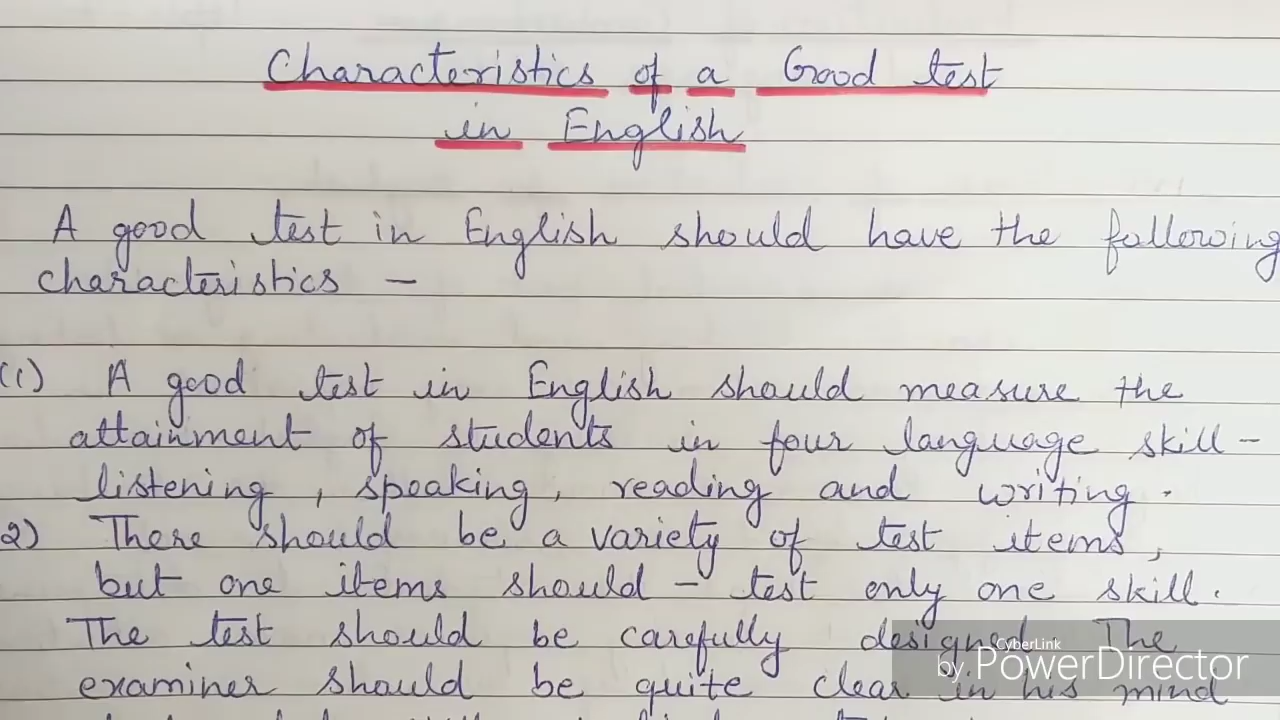 Characteristics of a Good test
in English
A good test in English should have the following
characteristics -
(1) A good test in English should measure the
attainment of students in four language skill -
listening, speaking, reading and writing.
2) There should be a variety of test items,
but one items should - test only one skill.
The test should be carefully designed. The
examiner should be quite clear in his mind
CyberLink
by PowerDirector